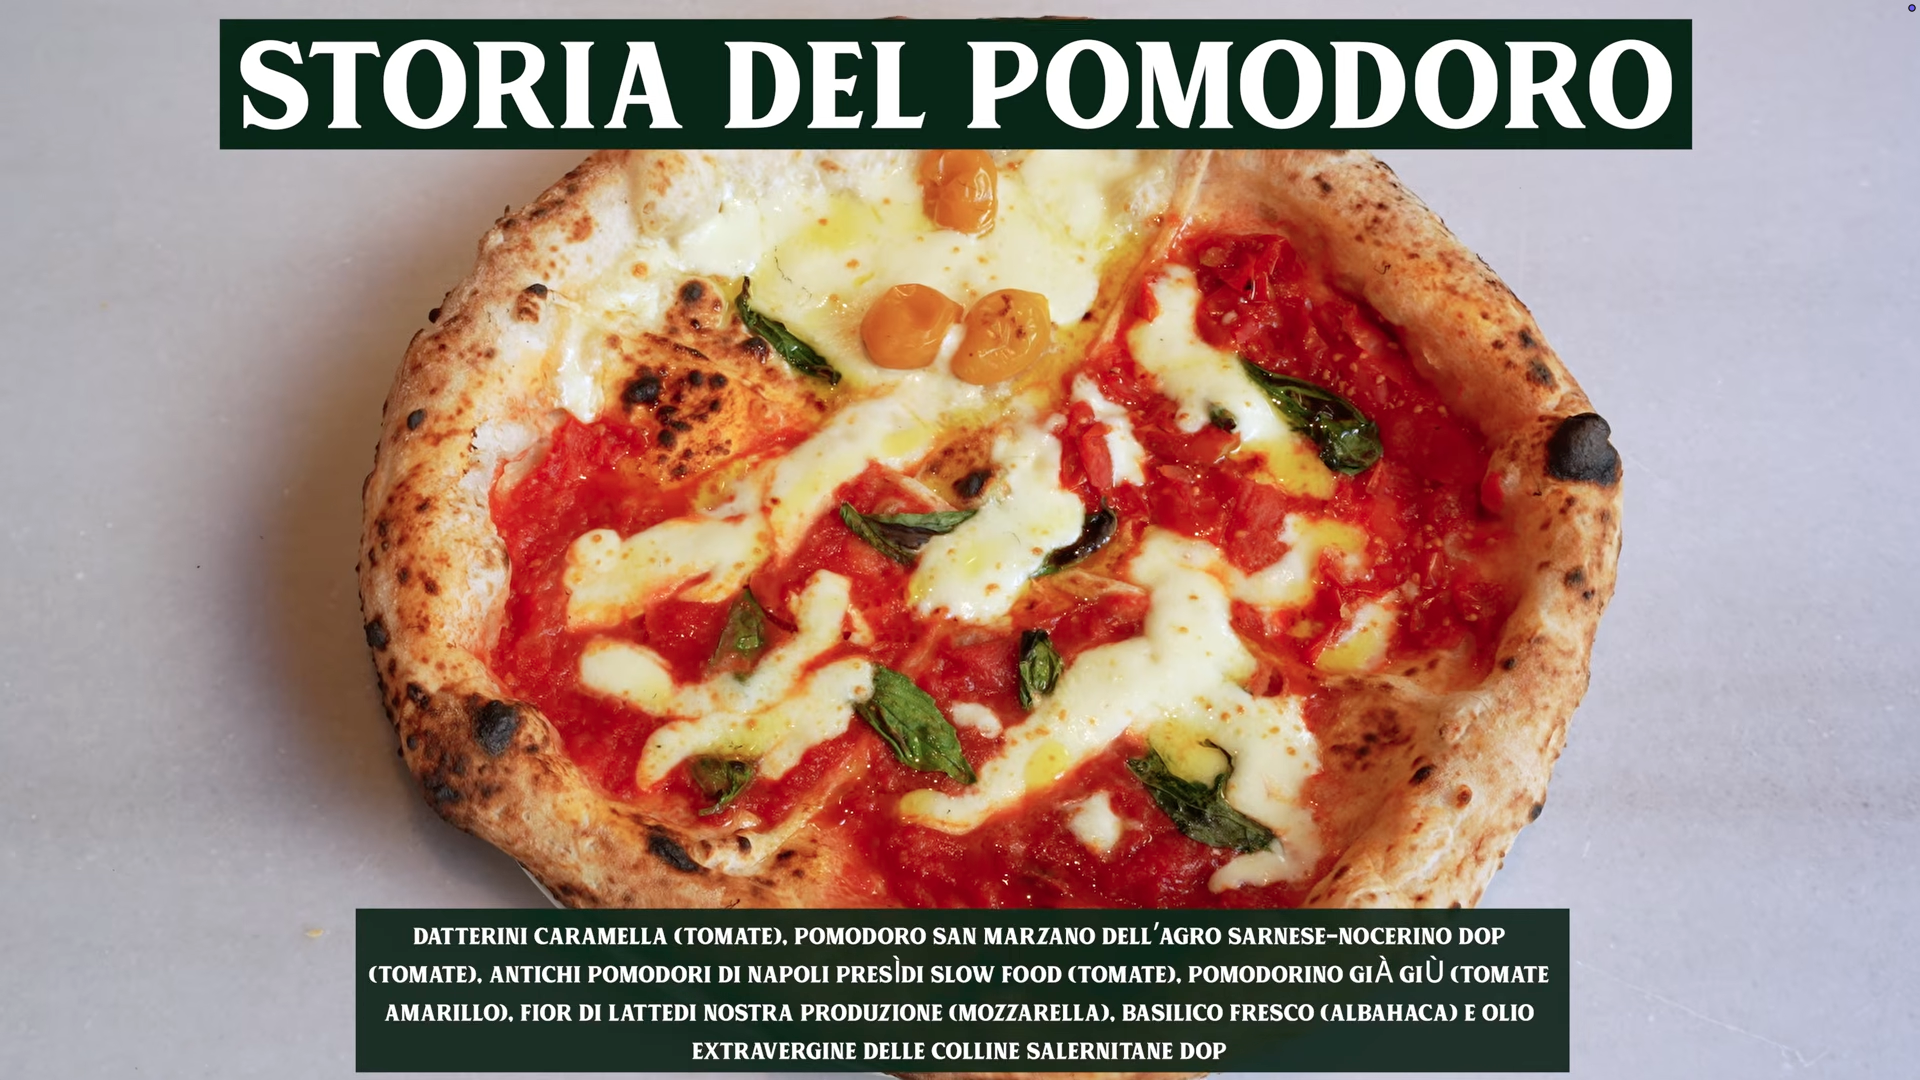 STORIA DEL POMODORO
DATTERINI CARAMELLA (TOMATE), POMODORO SAN MARZANO DELL'AGRO SARNESE-NOCERINO DOP
(TOMATE), ANTICHI POMODORI DI NAPOLI PRESÌDI SLOW FOOD (TOMATE), POMODORINO GIÀ GIÙ (TOMATE
AMARILLO), FIOR DI LATTEDI NOSTRA PRODUZIONE (MOZZARELLA), BASILICO FRESCO (ALBAHACA) E OLIO
EXTRAVERGINE DELLE COLLINE SALERNITANE DOP